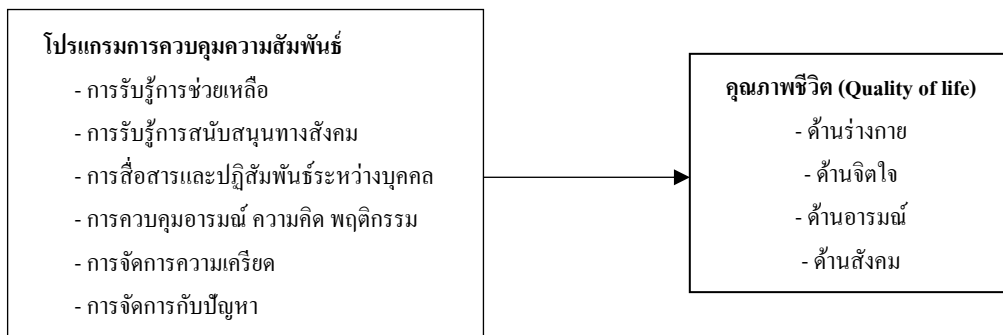 โปรแกรมการควบคุมความสัมพันธ์
- การรับรู้การช่วยเหลือ
- การรับรู้การสนับสนุนทางสังคม
- การสื่อสารและปฏิสัมพันธ์ระหว่างบุคคล
- การควบคุมอารมณ์ ความคิด พฤติกรรม
- การจัดการความเครียด
- การจัดการกับปัญหา
คุณภาพชีวิต (Quality of life)
- ด้านร่างกาย
- ด้านจิตใจ
- ด้านอารมณ์
- ด้านสังคม